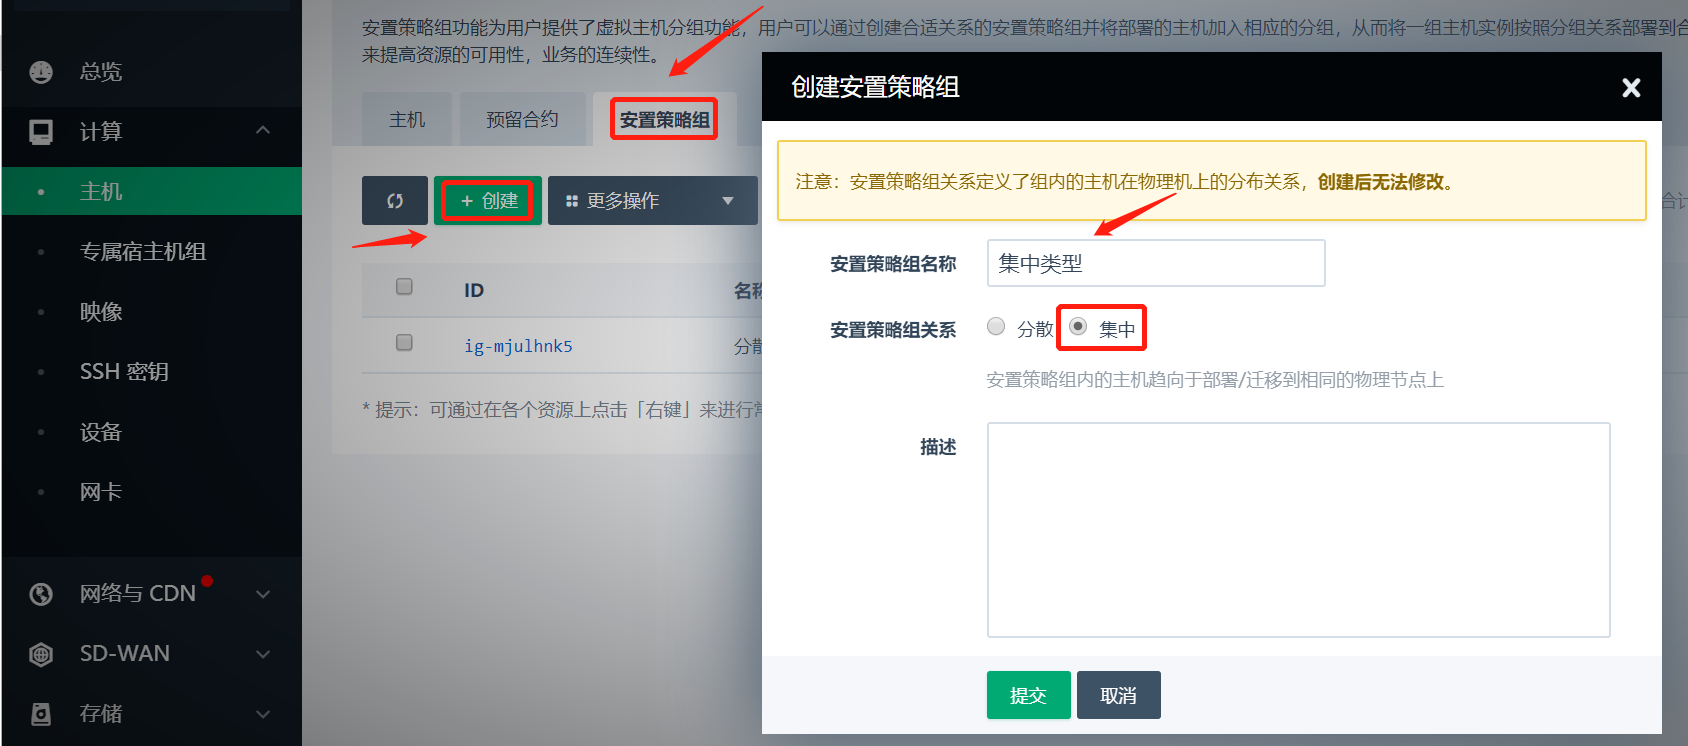 安置策略组功能为用户提供了虚拟主机分组功能，用户可以通过创建合适关系的安置策略组并将部署的主机加入相应的分组，从而将一组主机实例按照分组关系部署到合
来提高资源的可用性，业务的连续性。
总览
计算
主机
专属宿主机组
映像
SSH 密钥
设备
网卡
网络与 CDN
SD-WAN
存储
主机
预留合约
安置策略组
+ 创建
更多操作
合计
ID
名称
ig-mjulhnk5
分散
* 提示：可通过在各个资源上点击「右键」来进行常
创建安置策略组
注意：安置策略组关系定义了组内的主机在物理机上的分布关系，创建后无法修改。
安置策略组名称
集中类型
安置策略组关系
分散
集中
安置策略组内的主机趋向于部署/迁移到相同的物理节点上
描述
提交
取消